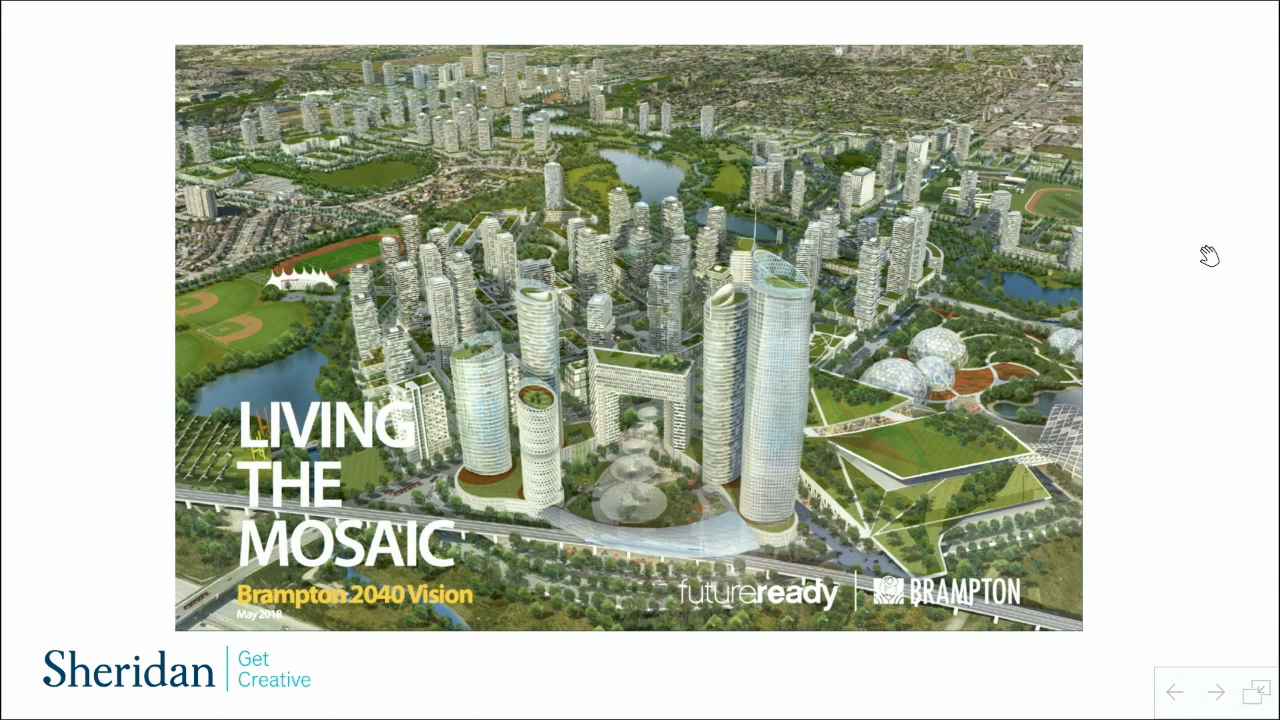 LIVING
THE
MOSAIC
Brampton 2040 Vision
May 2018
futureready
BRAMPTON
Sheridan
Get
Creative